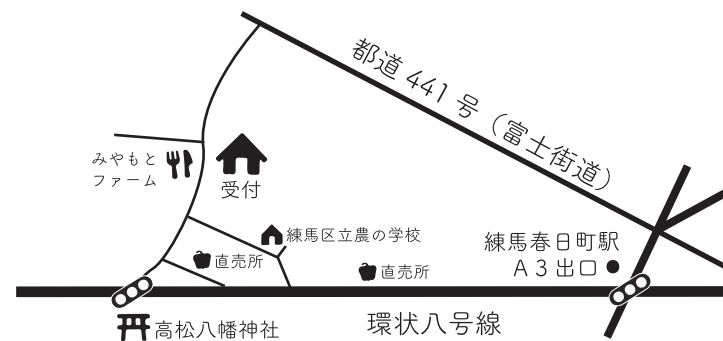 都道 441 号（富士街道）
みやもと
ファーム
受付
練馬区立農の学校
直売所
直売所
練馬春日町駅
A3出口
高松八幡神社
環状八号線